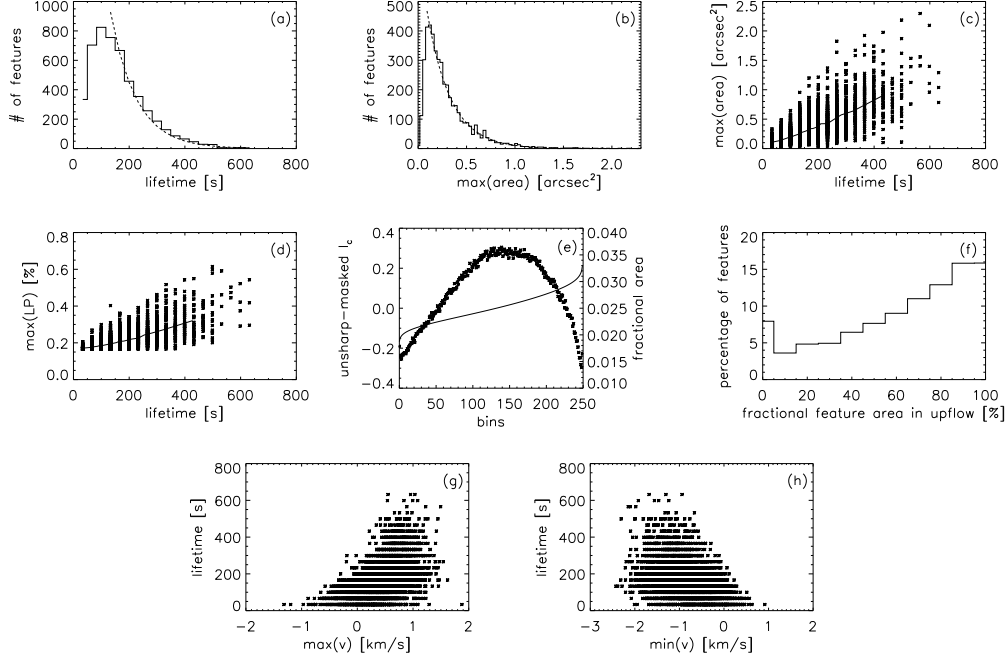 (a)
1000
800
600
400
200
0
# of features
0 200 400 600 800
lifetime [s]
(b)
500
400
300
200
100
0
# of features
0.0 0.5 1.0 1.5 2.0
max(area) [arcsec²]
(c)
2.5
2.0
1.5
1.0
0.5
0.0
max(area) [arcsec²]
0 200 400 600 800
lifetime [s]
(d)
0.8
0.6
0.4
0.2
0.0
max(LP) [%]
0 200 400 600 800
lifetime [s]
(e)
0.4
0.2
0.0
−0.2
−0.4
unsharp−masked Ic
0.040
0.035
0.030
0.025
0.020
0.015
0.010
fractional area
0 50 100 150 200 250
bins
(f)
20
15
10
5
0
percentage of features
0 20 40 60 80 100
fractional feature area in upflow [%]
(g)
800
600
400
200
0
lifetime [s]
−2 −1 0 1 2
max(v) [km/s]
(h)
800
600
400
200
0
lifetime [s]
−3 −2 −1 0 1 2
min(v) [km/s]